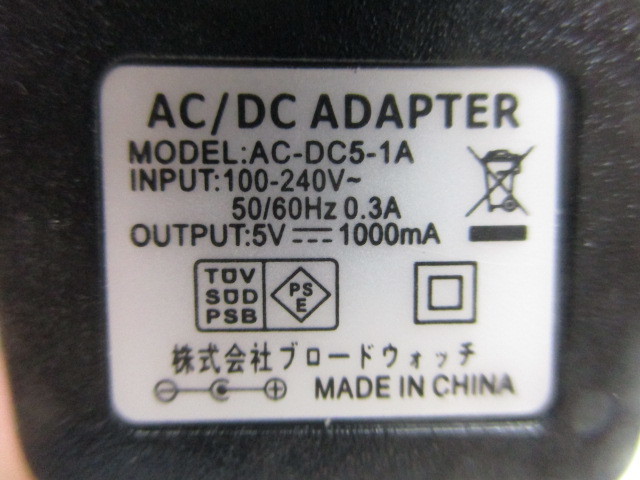 AC/DC ADAPTER
MODEL:AC-DC5-1A
INPUT:100-240V~
50/60Hz 0.3A
OUTPUT:5V ⎓ 1000mA
TÜV
SÜD
PSB
PS
E
株式会社ブロードウォッチ
MADE IN CHINA